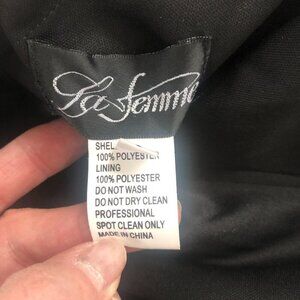 La Femme
SHELL
100% POLYESTER
LINING
100% POLYESTER
DO NOT WASH
DO NOT DRY CLEAN
PROFESSIONAL
SPOT CLEAN ONLY
MADE IN CHINA